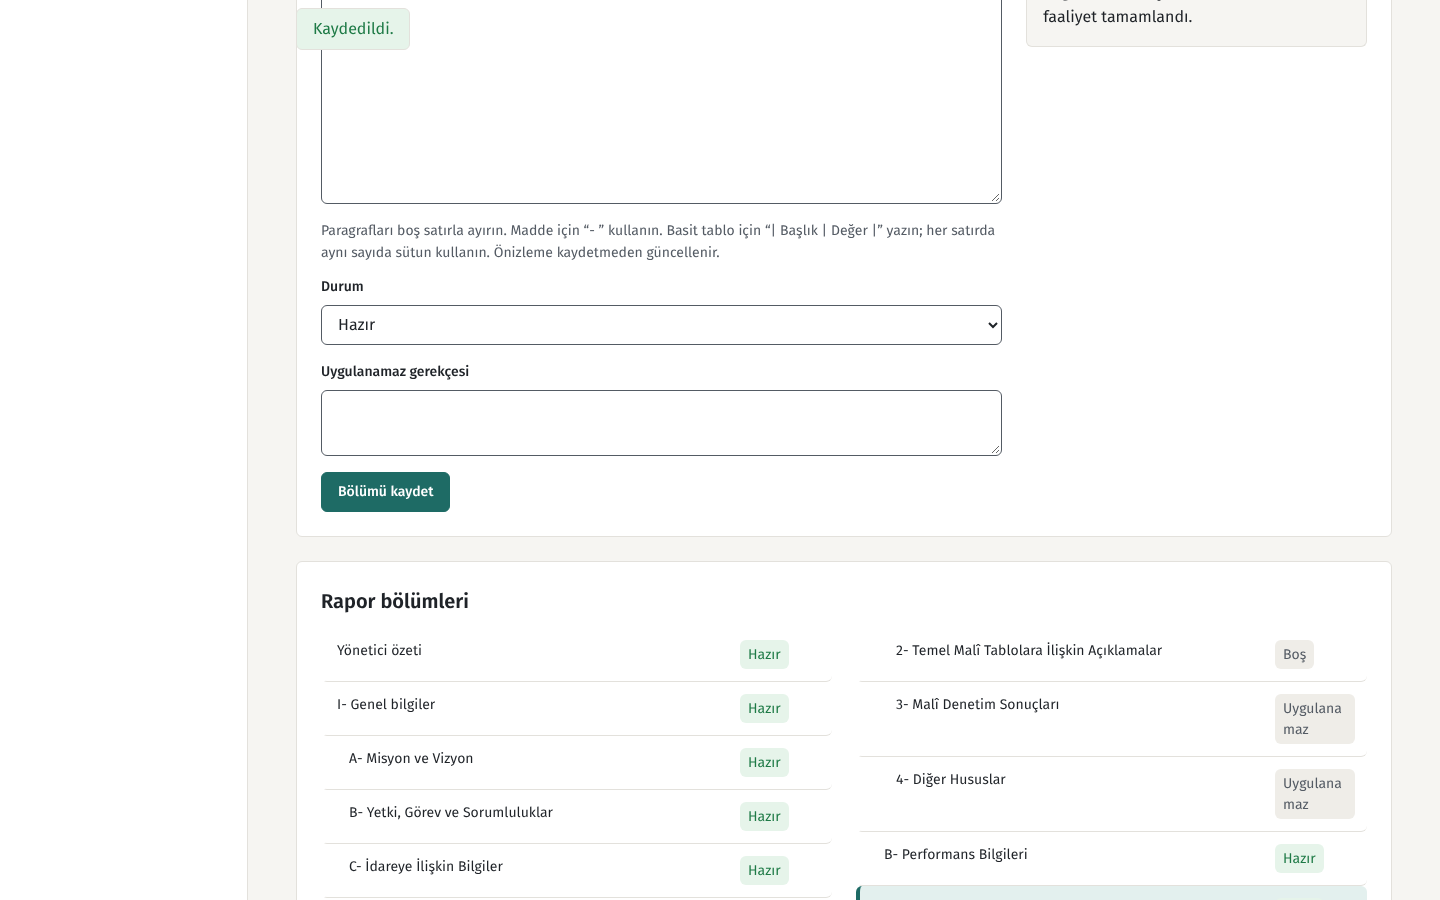 Kaydedildi.
faaliyet tamamlandı.
Paragrafları boş satırla ayırın. Madde için “- ” kullanın. Basit tablo için “| Başlık | Değer |” yazın; her satırda
aynı sayıda sütun kullanın. Önizleme kaydetmeden güncellenir.
Durum
Hazır
Uygulanamaz gerekçesi
Bölümü kaydet
Rapor bölümleri
Yönetici özeti
Hazır
I- Genel bilgiler
Hazır
A- Misyon ve Vizyon
Hazır
B- Yetki, Görev ve Sorumluluklar
Hazır
C- İdareye İlişkin Bilgiler
Hazır
2- Temel Malî Tablolara İlişkin Açıklamalar
Boş
3- Malî Denetim Sonuçları
Uygulana
maz
4- Diğer Hususlar
Uygulana
maz
B- Performans Bilgileri
Hazır